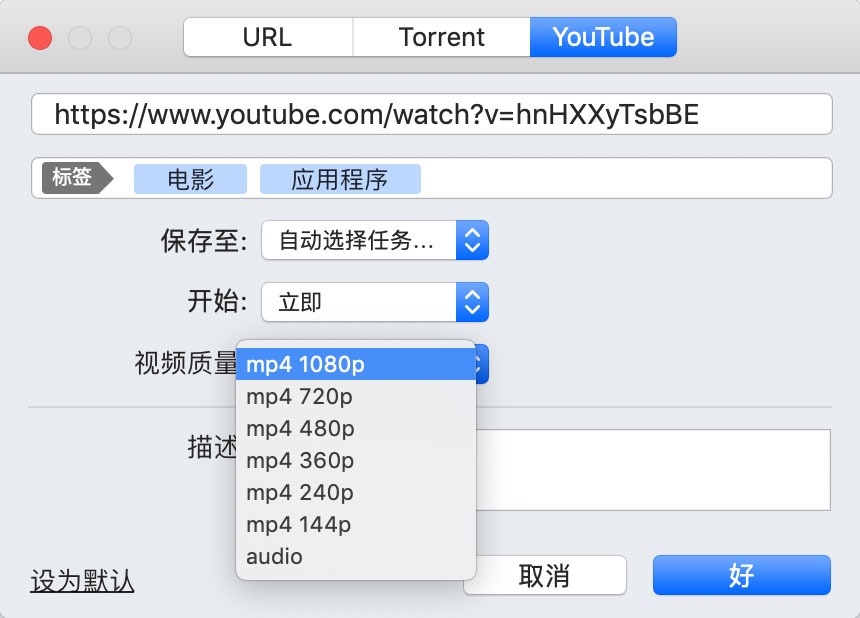 URL Torrent YouTube
https://www.youtube.com/watch?v=hnHXXyTsbBE
标签 电影 应用程序
保存至: 自动选择任务...
开始: 立即
视频质量
mp4 1080p
mp4 720p
mp4 480p
描述
mp4 360p
mp4 240p
mp4 144p
audio
设为默认 取消 好